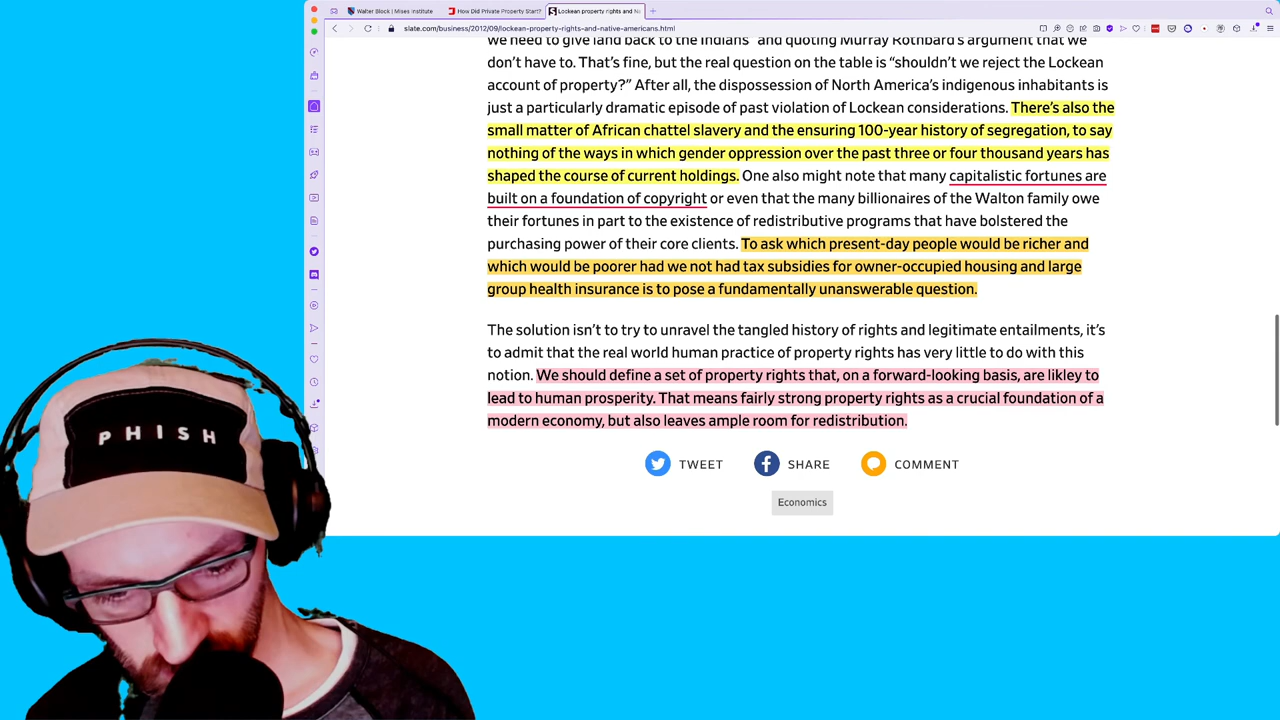 Walter Block | Mises Institute
How Did Private Property Start?
Lockean property rights and N
slate.com/business/2012/09/lockean-property-rights-and-native-americans.html
we need to give land back to the Indians" and quoting Murray Rothbard's argument that we
don't have to. That's fine, but the real question on the table is “shouldn't we reject the Lockean
account of property?” After all, the dispossession of North America's indigenous inhabitants is
just a particularly dramatic episode of past violation of Lockean considerations. There's also the
small matter of African chattel slavery and the ensuring 100-year history of segregation, to say
nothing of the ways in which gender oppression over the past three or four thousand years has
shaped the course of current holdings. One also might note that many capitalistic fortunes are
built on a foundation of copyright or even that the many billionaires of the Walton family owe
their fortunes in part to the existence of redistributive programs that have bolstered the
purchasing power of their core clients. To ask which present-day people would be richer and
which would be poorer had we not had tax subsidies for owner-occupied housing and large
group health insurance is to pose a fundamentally unanswerable question.
The solution isn't to try to unravel the tangled history of rights and legitimate entailments, it's
to admit that the real world human practice of property rights has very little to do with this
notion. We should define a set of property rights that, on a forward-looking basis, are likley to
lead to human prosperity. That means fairly strong property rights as a crucial foundation of a
modern economy, but also leaves ample room for redistribution.
TWEET
SHARE
COMMENT
Economics
PHISH